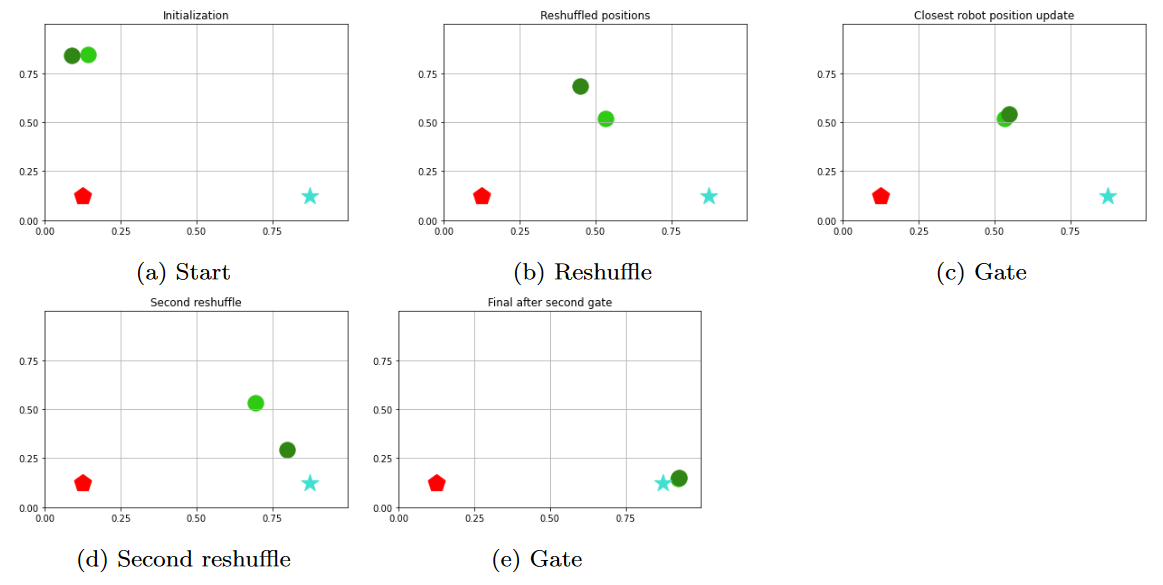 Initialization
0.75
0.50
0.25
0.00
0.00 0.25 0.50 0.75
(a) Start
Reshuffled positions
0.75
0.50
0.25
0.00
0.00 0.25 0.50 0.75
(b) Reshuffle
Closest robot position update
0.75
0.50
0.25
0.00
0.00 0.25 0.50 0.75
(c) Gate
Second reshuffle
0.75
0.50
0.25
0.00
0.00 0.25 0.50 0.75
(d) Second reshuffle
Final after second gate
0.75
0.50
0.25
0.00
0.00 0.25 0.50 0.75
(e) Gate